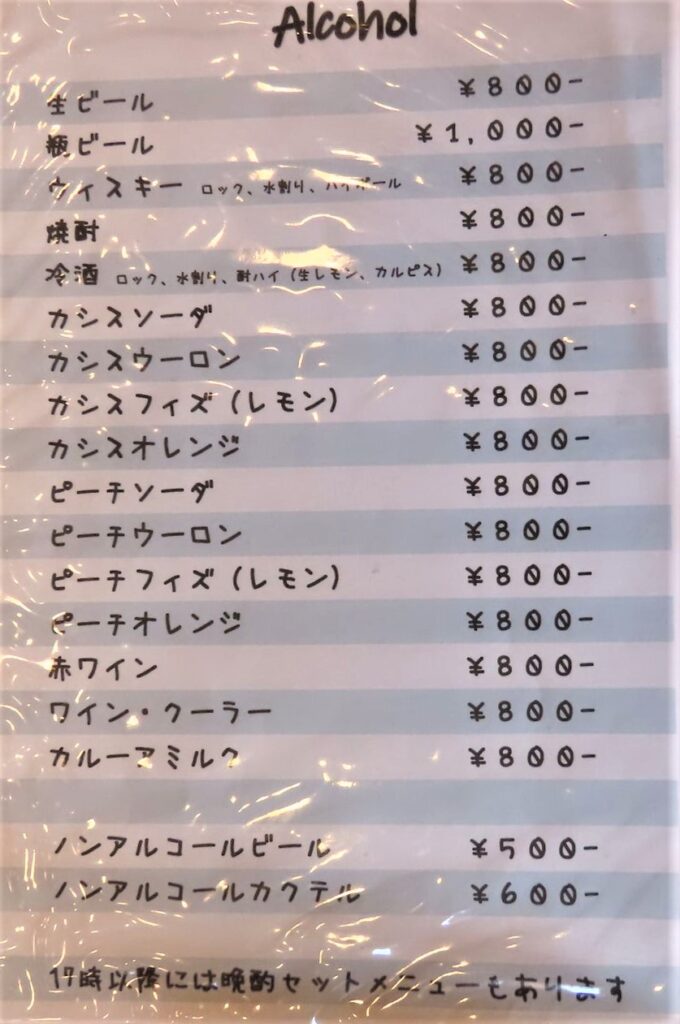 Alcohol
生ビール ¥800-
瓶ビール ¥1,000-
ウィスキー ロック、水割り、ハイボール ¥800-
焼酎 ¥800-
冷酒 ロック、水割り、酎ハイ（生レモン、カルピス） ¥800-
カシスソーダ ¥800-
カシスウーロン ¥800-
カシスフィズ（レモン） ¥800-
カシスオレンジ ¥800-
ピーチソーダ ¥800-
ピーチウーロン ¥800-
ピーチフィズ（レモン） ¥800-
ピーチオレンジ ¥800-
赤ワイン ¥800-
ワイン・クーラー ¥800-
カルーアミルク ¥800-
ノンアルコールビール ¥500-
ノンアルコールカクテル ¥600-
17時以降には晩酌セットメニューもあります